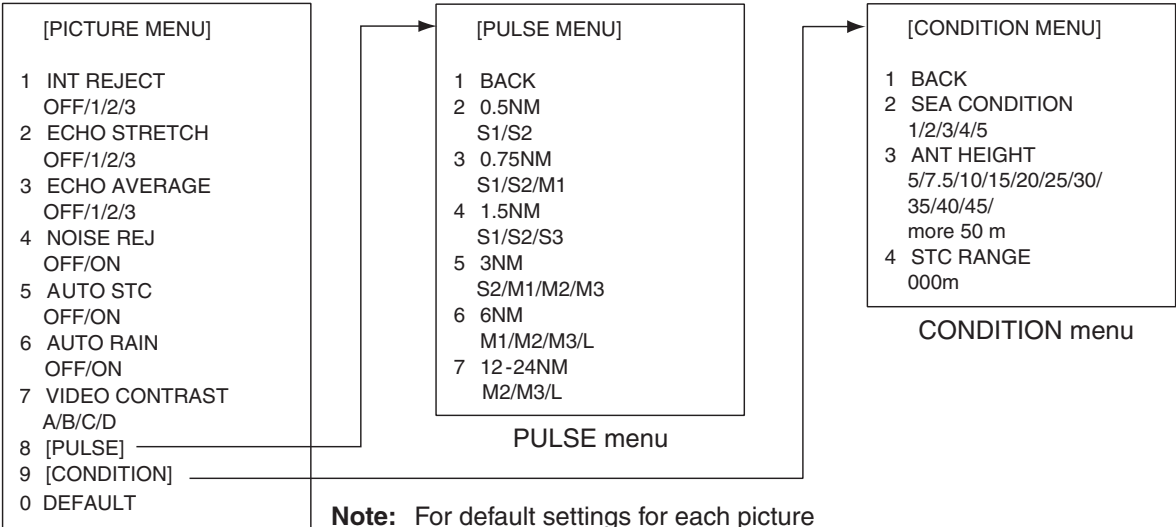 [PICTURE MENU]
1 INT REJECT
OFF/1/2/3
2 ECHO STRETCH
OFF/1/2/3
3 ECHO AVERAGE
OFF/1/2/3
4 NOISE REJ
OFF/ON
5 AUTO STC
OFF/ON
6 AUTO RAIN
OFF/ON
7 VIDEO CONTRAST
A/B/C/D
8 [PULSE]
9 [CONDITION]
0 DEFAULT
[PULSE MENU]
1 BACK
2 0.5NM
S1/S2
3 0.75NM
S1/S2/M1
4 1.5NM
S1/S2/S3
5 3NM
S2/M1/M2/M3
6 6NM
M1/M2/M3/L
7 12-24NM
M2/M3/L
PULSE menu
[CONDITION MENU]
1 BACK
2 SEA CONDITION
1/2/3/4/5
3 ANT HEIGHT
5/7.5/10/15/20/25/30/
35/40/45/
more 50 m
4 STC RANGE
000m
CONDITION menu
Note: For default settings for each picture